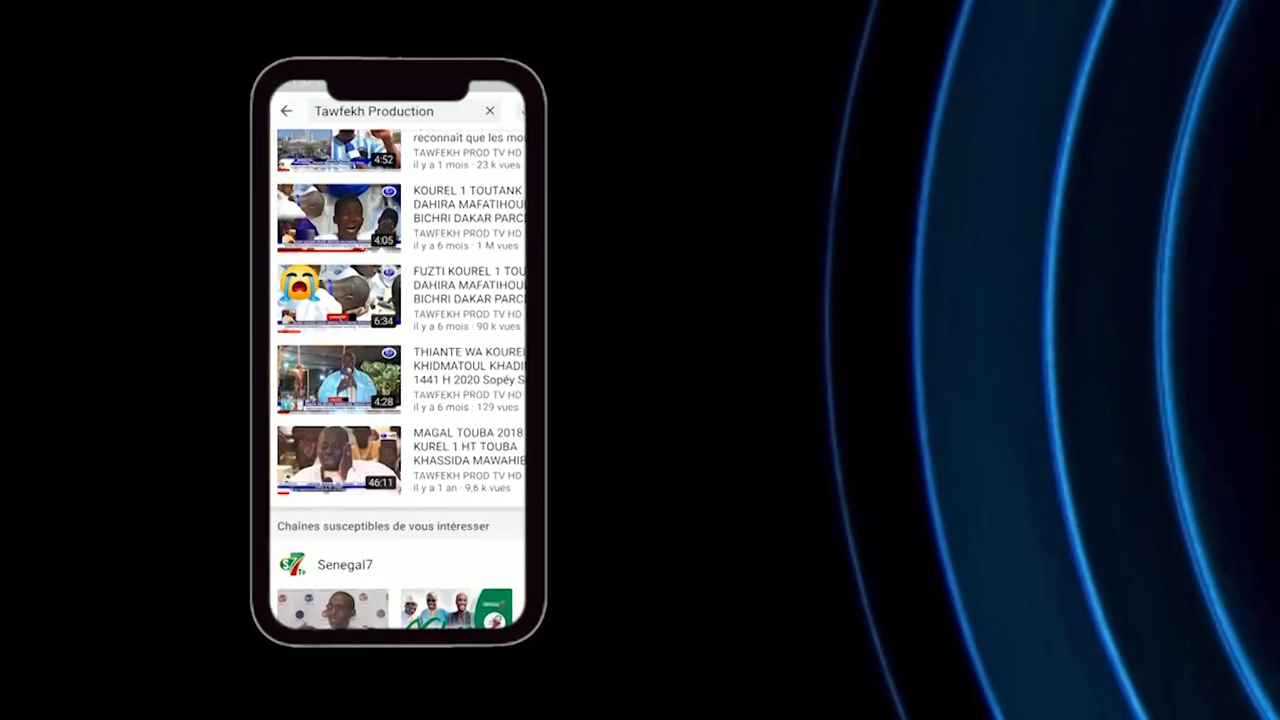 Tawfekh Production
reconnaît que les mou
TAWFEKH PROD TV HD
il y a 1 mois · 23 k vues
4:52
KOUREL 1 TOUTANK
DAHIRA MAFATIHOU
BICHRI DAKAR PARC
TAWFEKH PROD TV HD
il y a 6 mois · 1 M vues
4:05
FUZTI KOUREL 1 TOU
DAHIRA MAFATIHOU
BICHRI DAKAR PARC
TAWFEKH PROD TV HD
il y a 6 mois · 90 k vues
6:34
THIANTE WA KOUREL
KHIDMATOUL KHADI
1441 H 2020 Sopéy S
TAWFEKH PROD TV HD
il y a 6 mois · 129 vues
4:28
MAGAL TOUBA 2018
KUREL 1 HT TOUBA
KHASSIDA MAWAHIB
TAWFEKH PROD TV HD
il y a 1 an · 9,6 k vues
46:11
Chaînes susceptibles de vous intéresser
S7 Tv
Senegal7